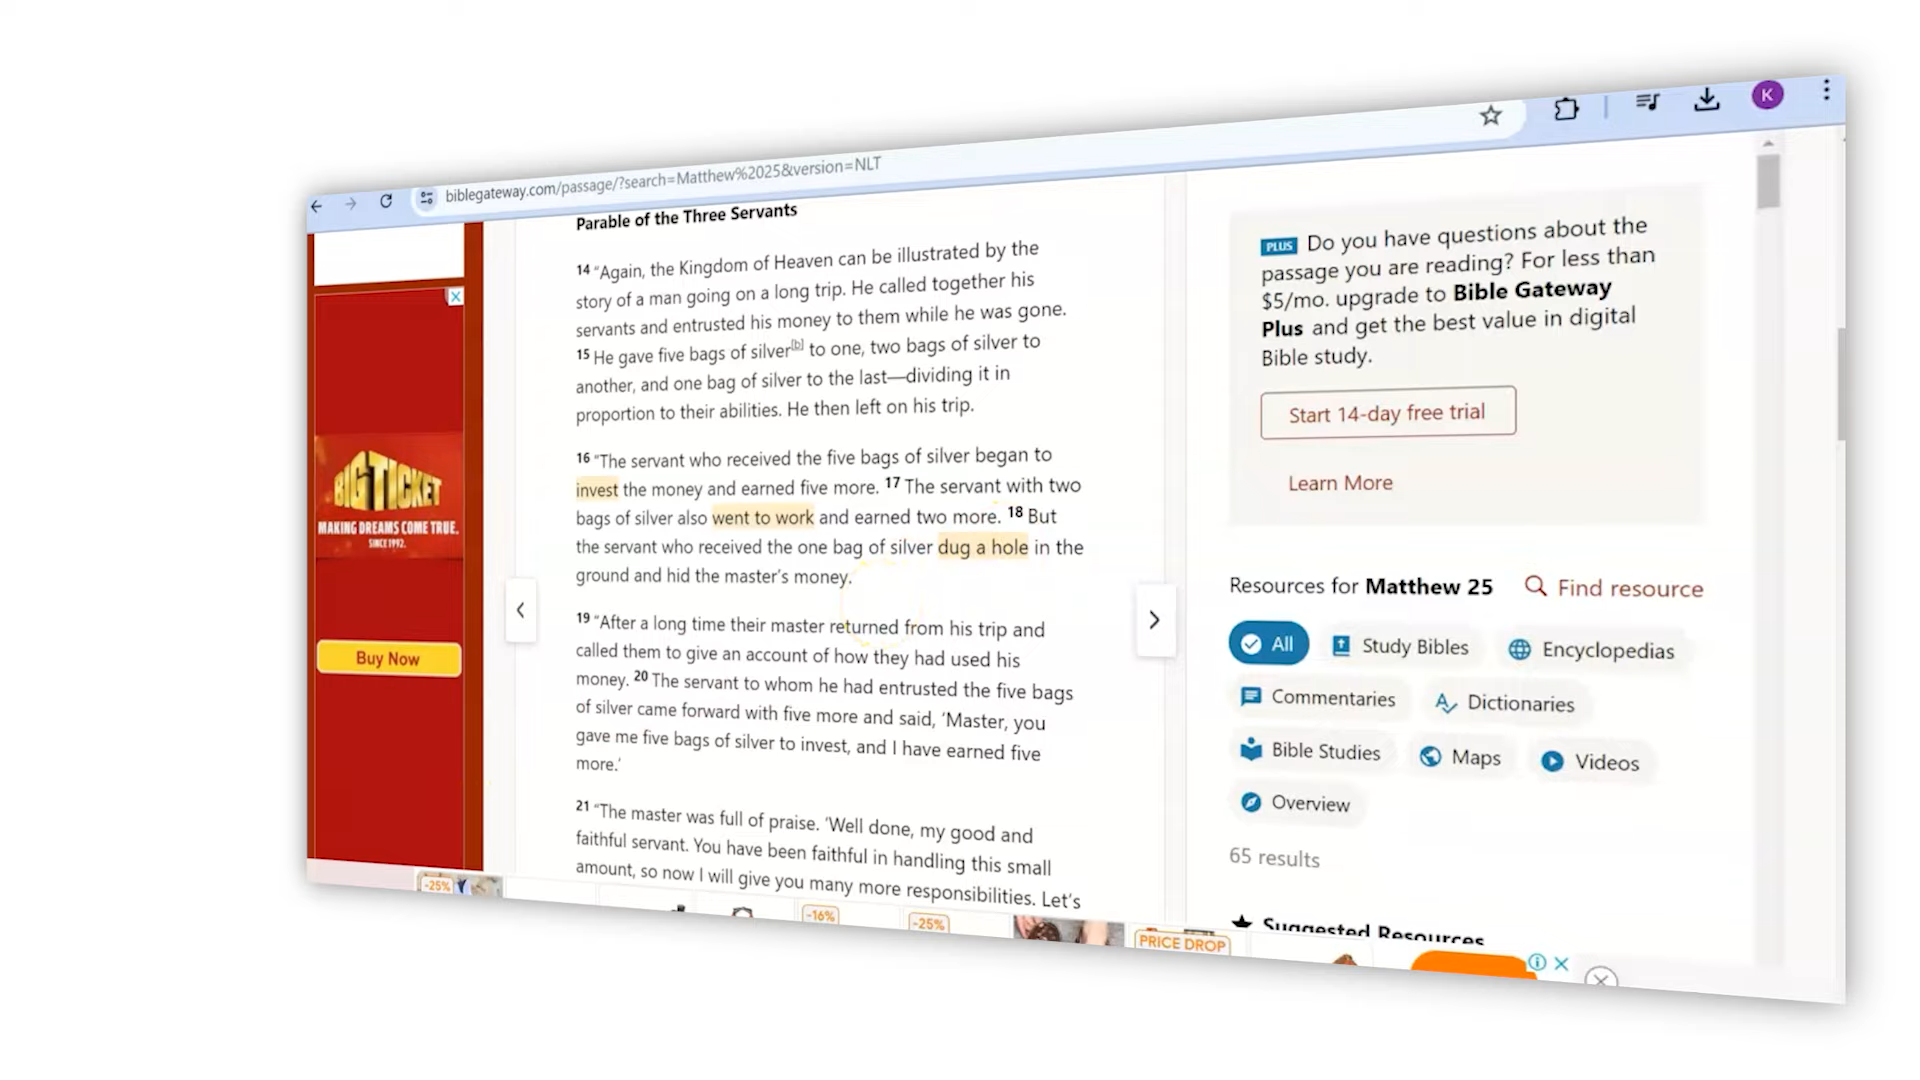 K
biblegateway.com/passage/?search=Matthew%2025&version=NLT
Parable of the Three Servants
14 “Again, the Kingdom of Heaven can be illustrated by the
story of a man going on a long trip. He called together his
servants and entrusted his money to them while he was gone.
15 He gave five bags of silver[b] to one, two bags of silver to
another, and one bag of silver to the last—dividing it in
proportion to their abilities. He then left on his trip.
16 “The servant who received the five bags of silver began to
invest the money and earned five more. 17 The servant with two
bags of silver also went to work and earned two more. 18 But
the servant who received the one bag of silver dug a hole in the
ground and hid the master’s money.
19 “After a long time their master returned from his trip and
called them to give an account of how they had used his
money. 20 The servant to whom he had entrusted the five bags
of silver came forward with five more and said, ‘Master, you
gave me five bags of silver to invest, and I have earned five
more.’
21 “The master was full of praise. ‘Well done, my good and
faithful servant. You have been faithful in handling this small
amount, so now I will give you many more responsibilities. Let’s
BIG TICKET
MAKING DREAMS COME TRUE.
SINCE 1992.
Buy Now
PLUS Do you have questions about the
passage you are reading? For less than
$5/mo. upgrade to Bible Gateway
Plus and get the best value in digital
Bible study.
Start 14-day free trial
Learn More
Resources for Matthew 25 Find resource
All Study Bibles Encyclopedias
Commentaries Dictionaries
Bible Studies Maps Videos
Overview
65 results
Suggested Resources
-25%
-16%
-25%
PRICE DROP